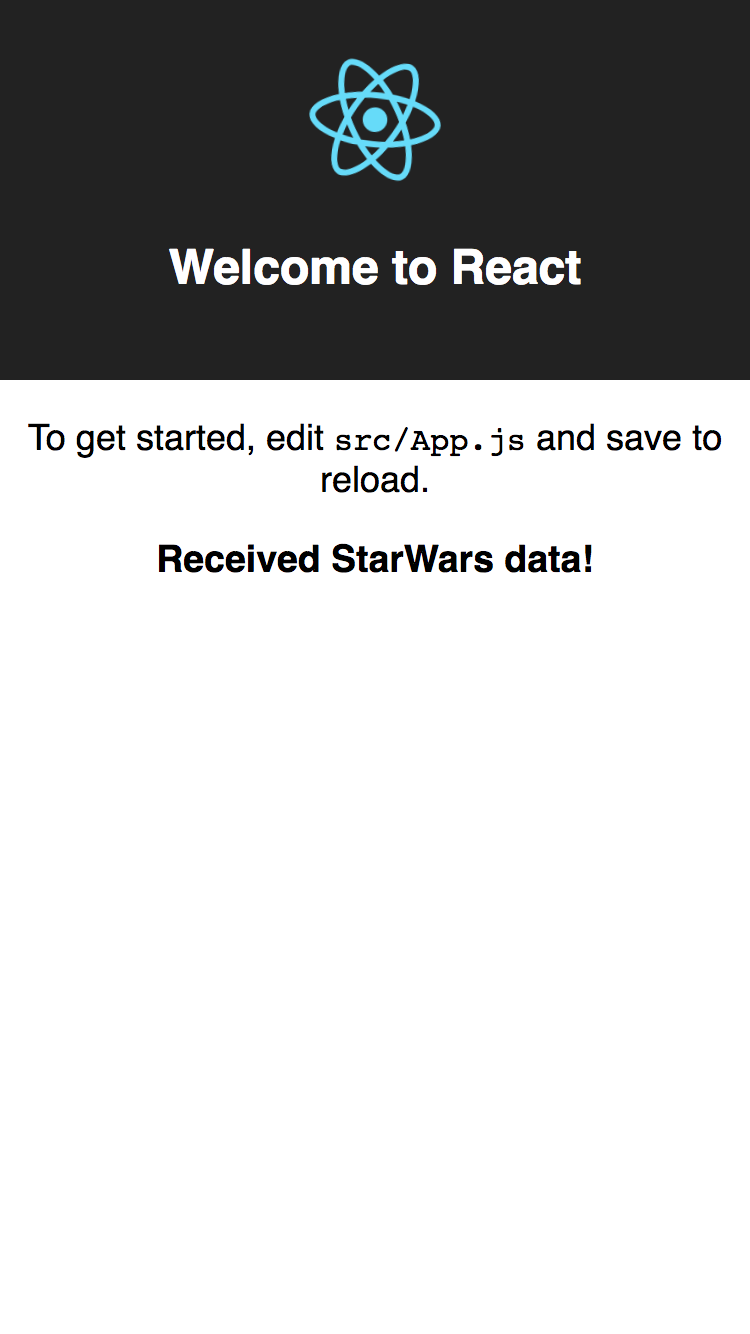 Welcome to React
To get started, edit src/App.js and save to
reload.
Received StarWars data!